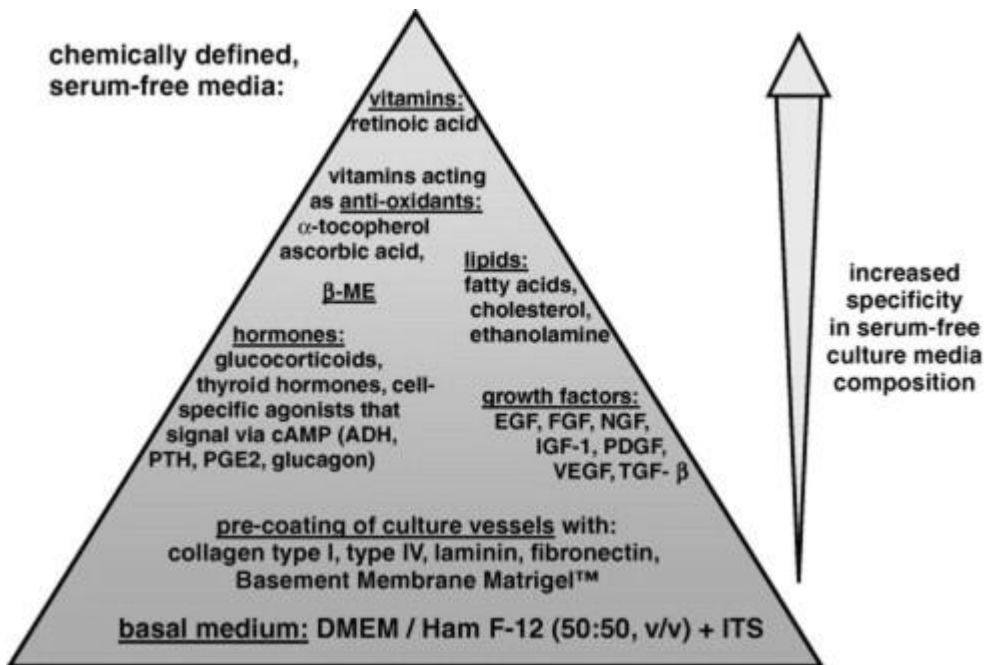 chemically defined,
serum-free media:
vitamins:
retinoic acid
vitamins acting
as anti-oxidants:
α-tocopherol
ascorbic acid,
β-ME
lipids:
fatty acids,
cholesterol,
ethanolamine
hormones:
glucocorticoids,
thyroid hormones, cell-
specific agonists that
signal via cAMP (ADH,
PTH, PGE2, glucagon)
growth factors:
EGF, FGF, NGF,
IGF-1, PDGF,
VEGF, TGF- β
pre-coating of culture vessels with:
collagen type I, type IV, laminin, fibronectin,
Basement Membrane Matrigel™
basal medium: DMEM / Ham F-12 (50:50, v/v) + ITS
increased
specificity
in serum-free
culture media
composition